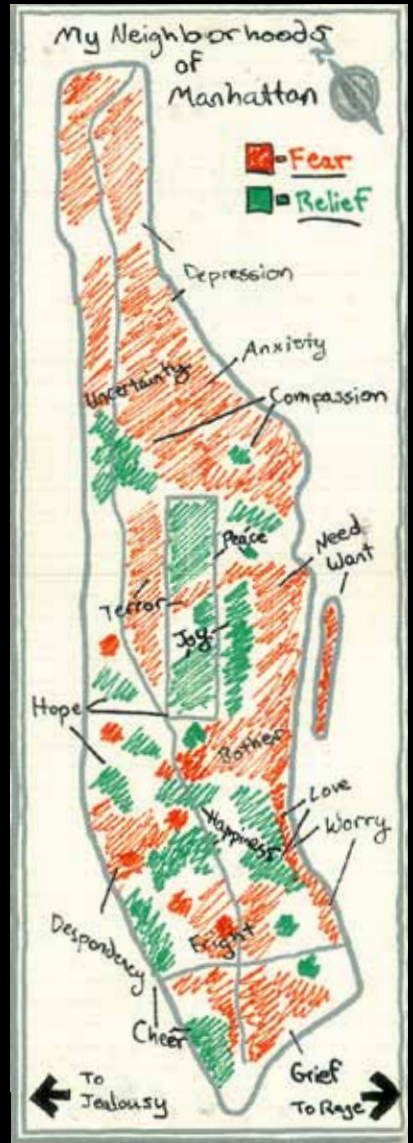 My Neighborhoods
of
Manhattan
N
- Fear
- Relief
Depression
Anxiety
Uncertainty
Compassion
Peace
Need
Want
Terror
Joy
Hope
Bother
Love
Happiness
Worry
Despondency
Fright
Cheer
Grief
To
Jealousy
To Rage